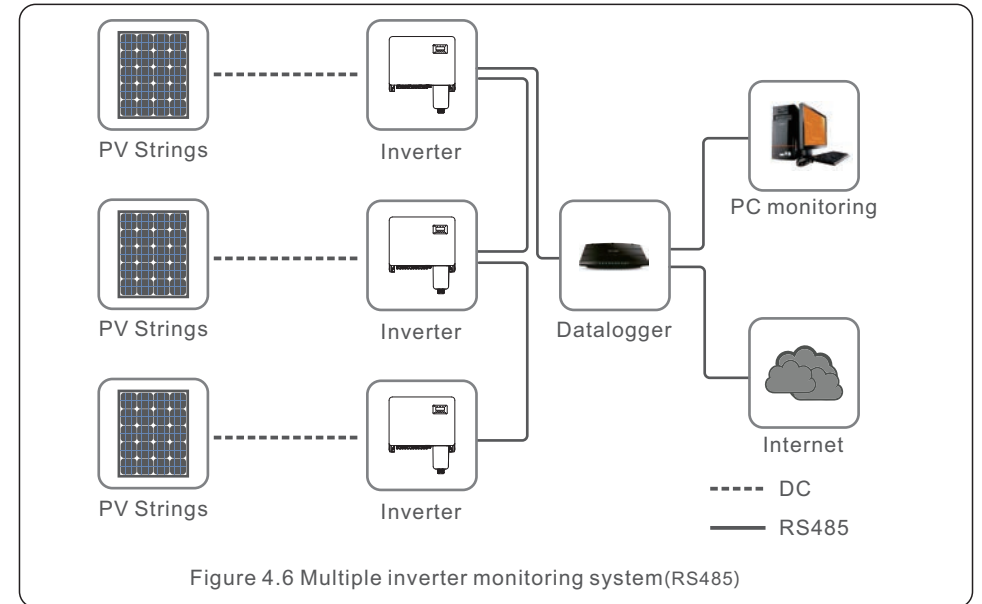 PV Strings
Inverter
PC monitoring
PV Strings
Inverter
Datalogger
Internet
PV Strings
Inverter
DC
RS485
Figure 4.6 Multiple inverter monitoring system(RS485)